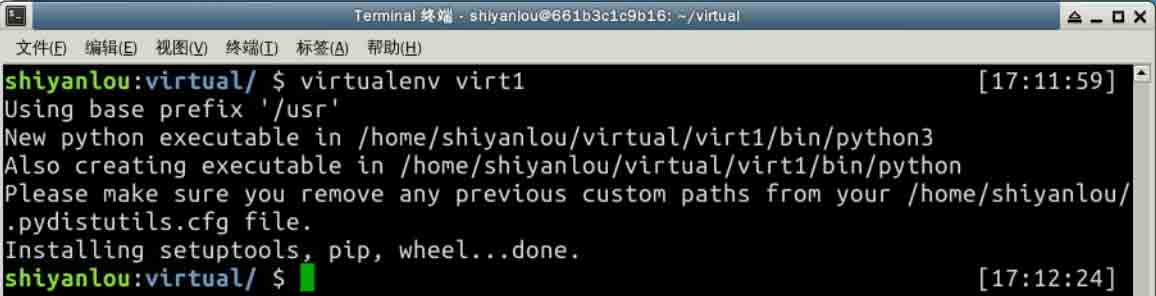 Terminal 终端 - shiyanlou@661b3c1c9b16: ~/virtual
文件(F) 编辑(E) 视图(V) 终端(T) 标签(A) 帮助(H)
shiyanlou:virtual/ $ virtualenv virt1 [17:11:59]
Using base prefix '/usr'
New python executable in /home/shiyanlou/virtual/virt1/bin/python3
Also creating executable in /home/shiyanlou/virtual/virt1/bin/python
Please make sure you remove any previous custom paths from your /home/shiyanlou/
.pydistutils.cfg file.
Installing setuptools, pip, wheel...done.
shiyanlou:virtual/ $ [17:12:24]